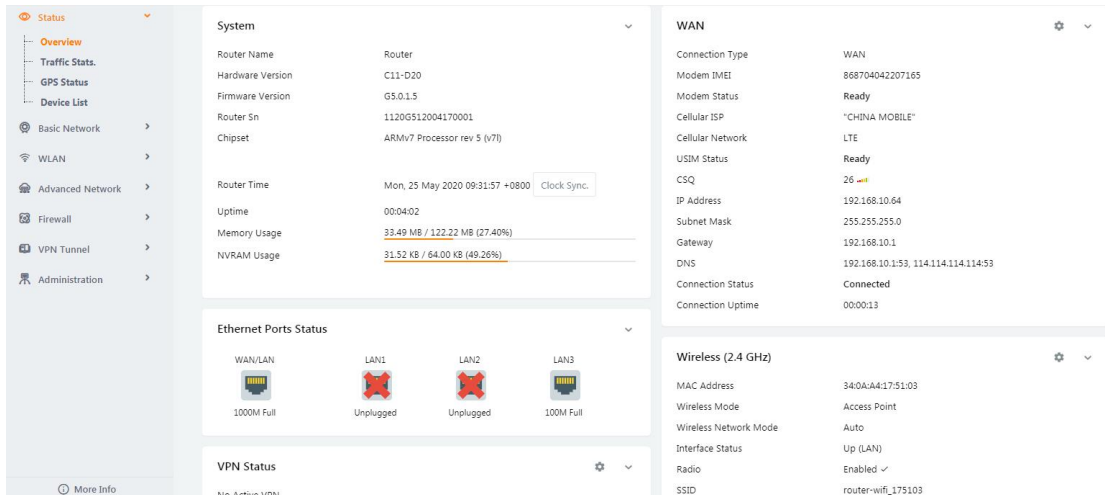 Status
Overview
Traffic Stats.
GPS Status
Device List
Basic Network
WLAN
Advanced Network
Firewall
VPN Tunnel
Administration
More Info
System
Router Name Router
Hardware Version C11-D20
Firmware Version G5.0.1.5
Router Sn 1120G512004170001
Chipset ARMv7 Processor rev 5 (v7l)
Router Time Mon, 25 May 2020 09:31:57 +0800 Clock Sync.
Uptime 00:04:02
Memory Usage 33.49 MB / 122.22 MB (27.40%)
NVRAM Usage 31.52 KB / 64.00 KB (49.26%)
Ethernet Ports Status
WAN/LAN LAN1 LAN2 LAN3
1000M Full Unplugged Unplugged 100M Full
VPN Status
No Active VPN
WAN
Connection Type WAN
Modem IMEI 868704042207165
Modem Status Ready
Cellular ISP "CHINA MOBILE"
Cellular Network LTE
USIM Status Ready
CSQ 26
IP Address 192.168.10.64
Subnet Mask 255.255.255.0
Gateway 192.168.10.1
DNS 192.168.10.1:53, 114.114.114.114:53
Connection Status Connected
Connection Uptime 00:00:13
Wireless (2.4 GHz)
MAC Address 34:0A:A4:17:51:03
Wireless Mode Access Point
Wireless Network Mode Auto
Interface Status Up (LAN)
Radio Enabled ✓
SSID router-wifi_175103